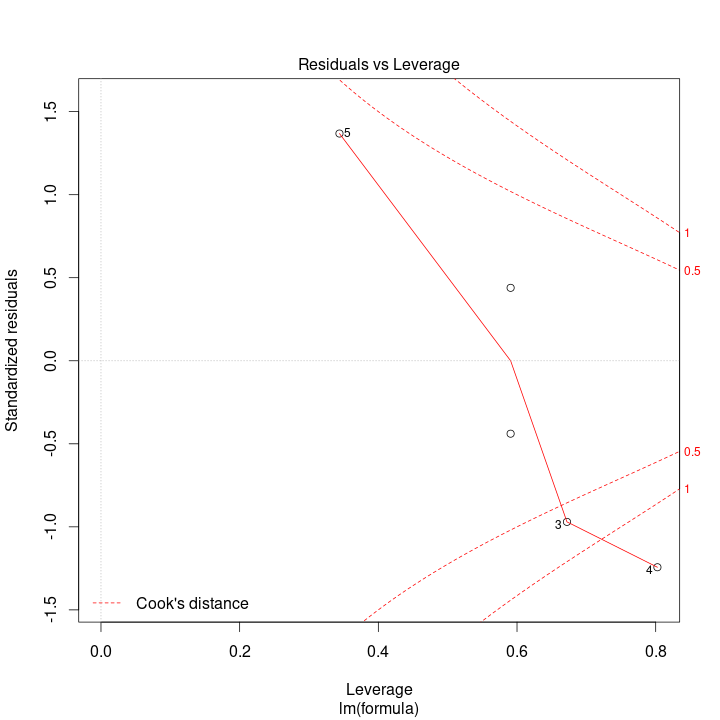 Residuals vs Leverage
Standardized residuals
1.5
1.0
0.5
0.0
-0.5
-1.0
-1.5
5
3
4
1
0.5
0.5
1
Cook's distance
0.0 0.2 0.4 0.6 0.8
Leverage
lm(formula)